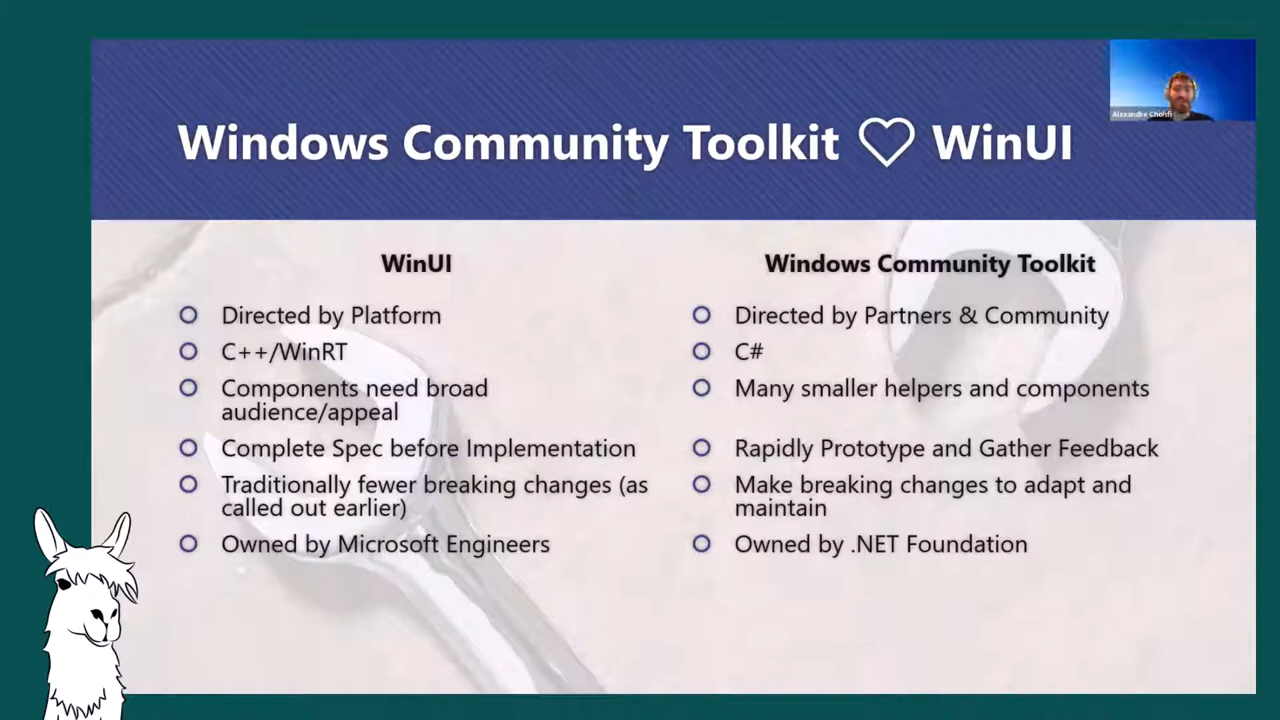 Windows Community Toolkit ♡ WinUI
Alexandre Chohfi
WinUI
Directed by Platform
C++/WinRT
Components need broad
audience/appeal
Complete Spec before Implementation
Traditionally fewer breaking changes (as
called out earlier)
Owned by Microsoft Engineers
Windows Community Toolkit
Directed by Partners & Community
C#
Many smaller helpers and components
Rapidly Prototype and Gather Feedback
Make breaking changes to adapt and
maintain
Owned by .NET Foundation